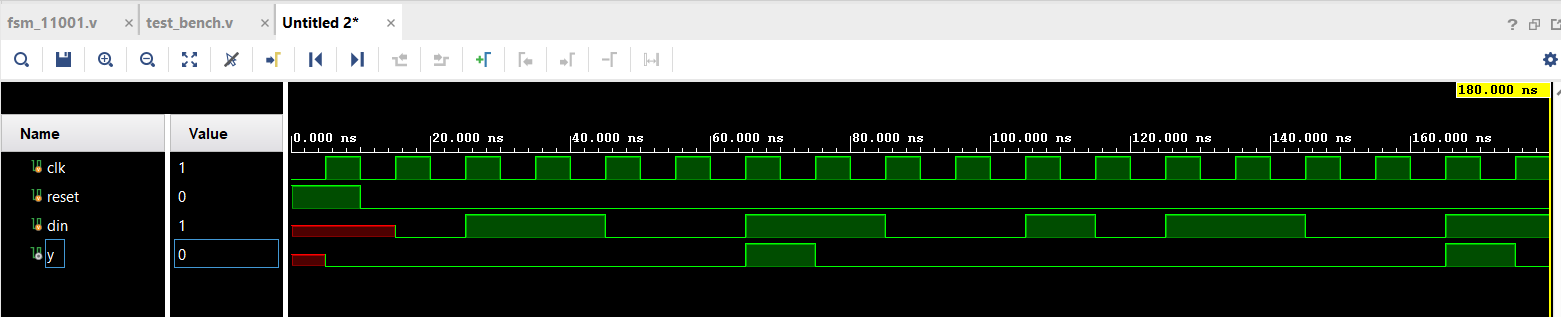 fsm_11001.v × test_bench.v × Untitled 2* ×
?
180.000 ns
Name Value
0.000 ns 20.000 ns 40.000 ns 60.000 ns 80.000 ns 100.000 ns 120.000 ns 140.000 ns 160.000 ns
clk 1
reset 0
din 1
y 0